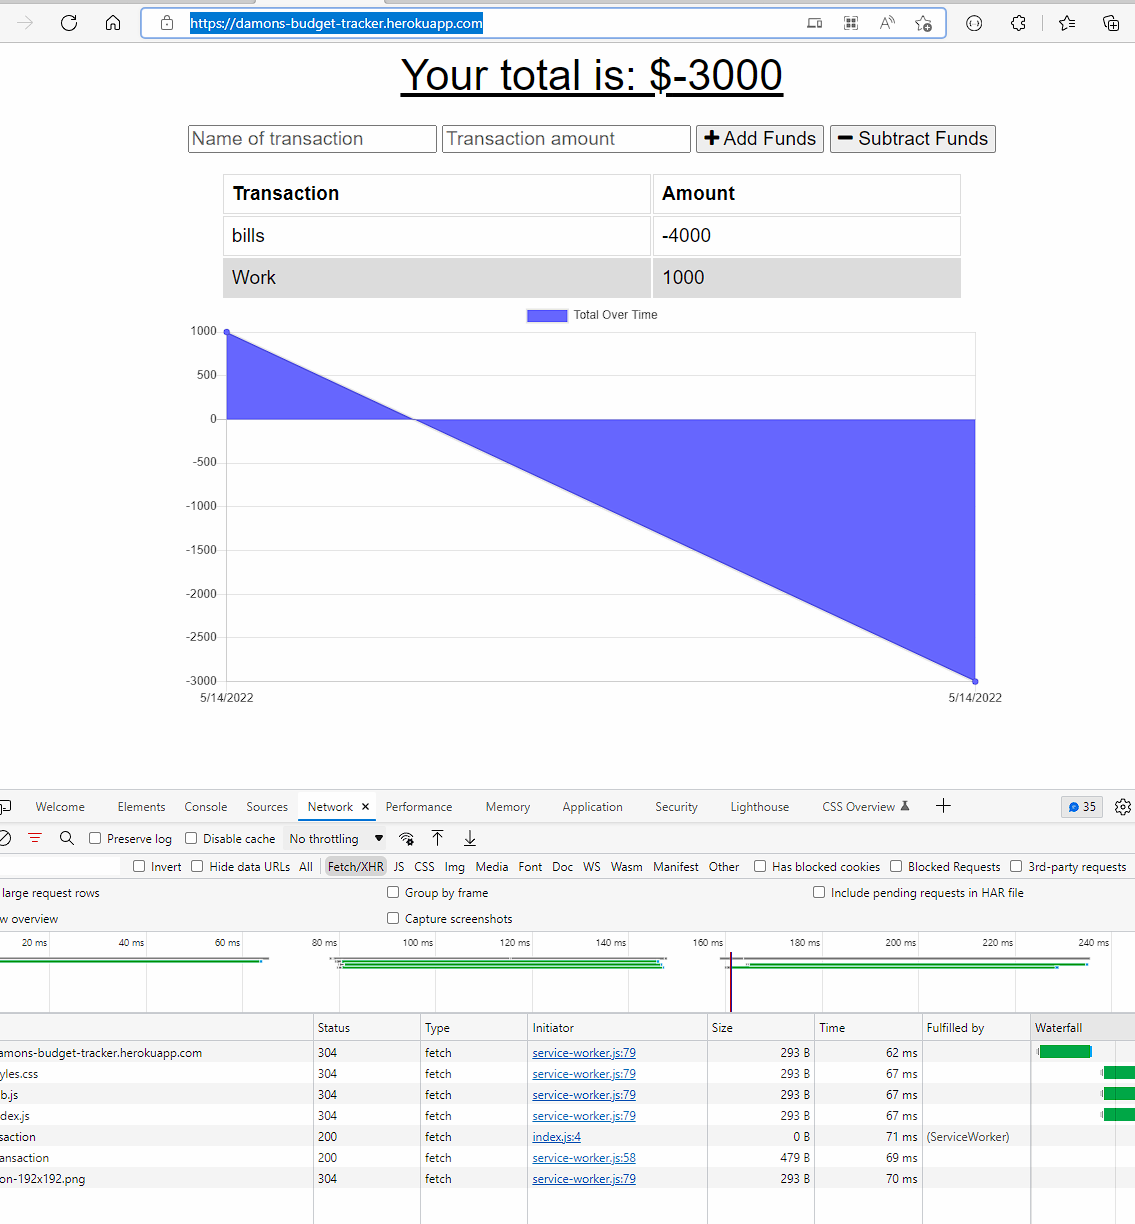 https://damons-budget-tracker.herokuapp.com
Your total is: $-3000
Name of transaction Transaction amount Add Funds Subtract Funds
Transaction Amount
bills -4000
Work 1000
Total Over Time
1000
500
0
-500
-1000
-1500
-2000
-2500
-3000
5/14/2022 5/14/2022
Welcome Elements Console Sources Network Performance Memory Application Security Lighthouse CSS Overview 35
Preserve log Disable cache No throttling
Invert Hide data URLs All Fetch/XHR JS CSS Img Media Font Doc WS Wasm Manifest Other Has blocked cookies Blocked Requests 3rd-party requests
large request rows Group by frame Include pending requests in HAR file
w overview Capture screenshots
20 ms 40 ms 60 ms 80 ms 100 ms 120 ms 140 ms 160 ms 180 ms 200 ms 220 ms 240 ms
Status Type Initiator Size Time Fulfilled by Waterfall
amons-budget-tracker.herokuapp.com 304 fetch service-worker.js:79 293 B 62 ms
yles.css 304 fetch service-worker.js:79 293 B 67 ms
b.js 304 fetch service-worker.js:79 293 B 67 ms
dex.js 304 fetch service-worker.js:79 293 B 67 ms
saction 200 fetch index.js:4 0 B 71 ms (ServiceWorker)
ansaction 200 fetch service-worker.js:58 479 B 69 ms
on-192x192.png 304 fetch service-worker.js:79 293 B 70 ms